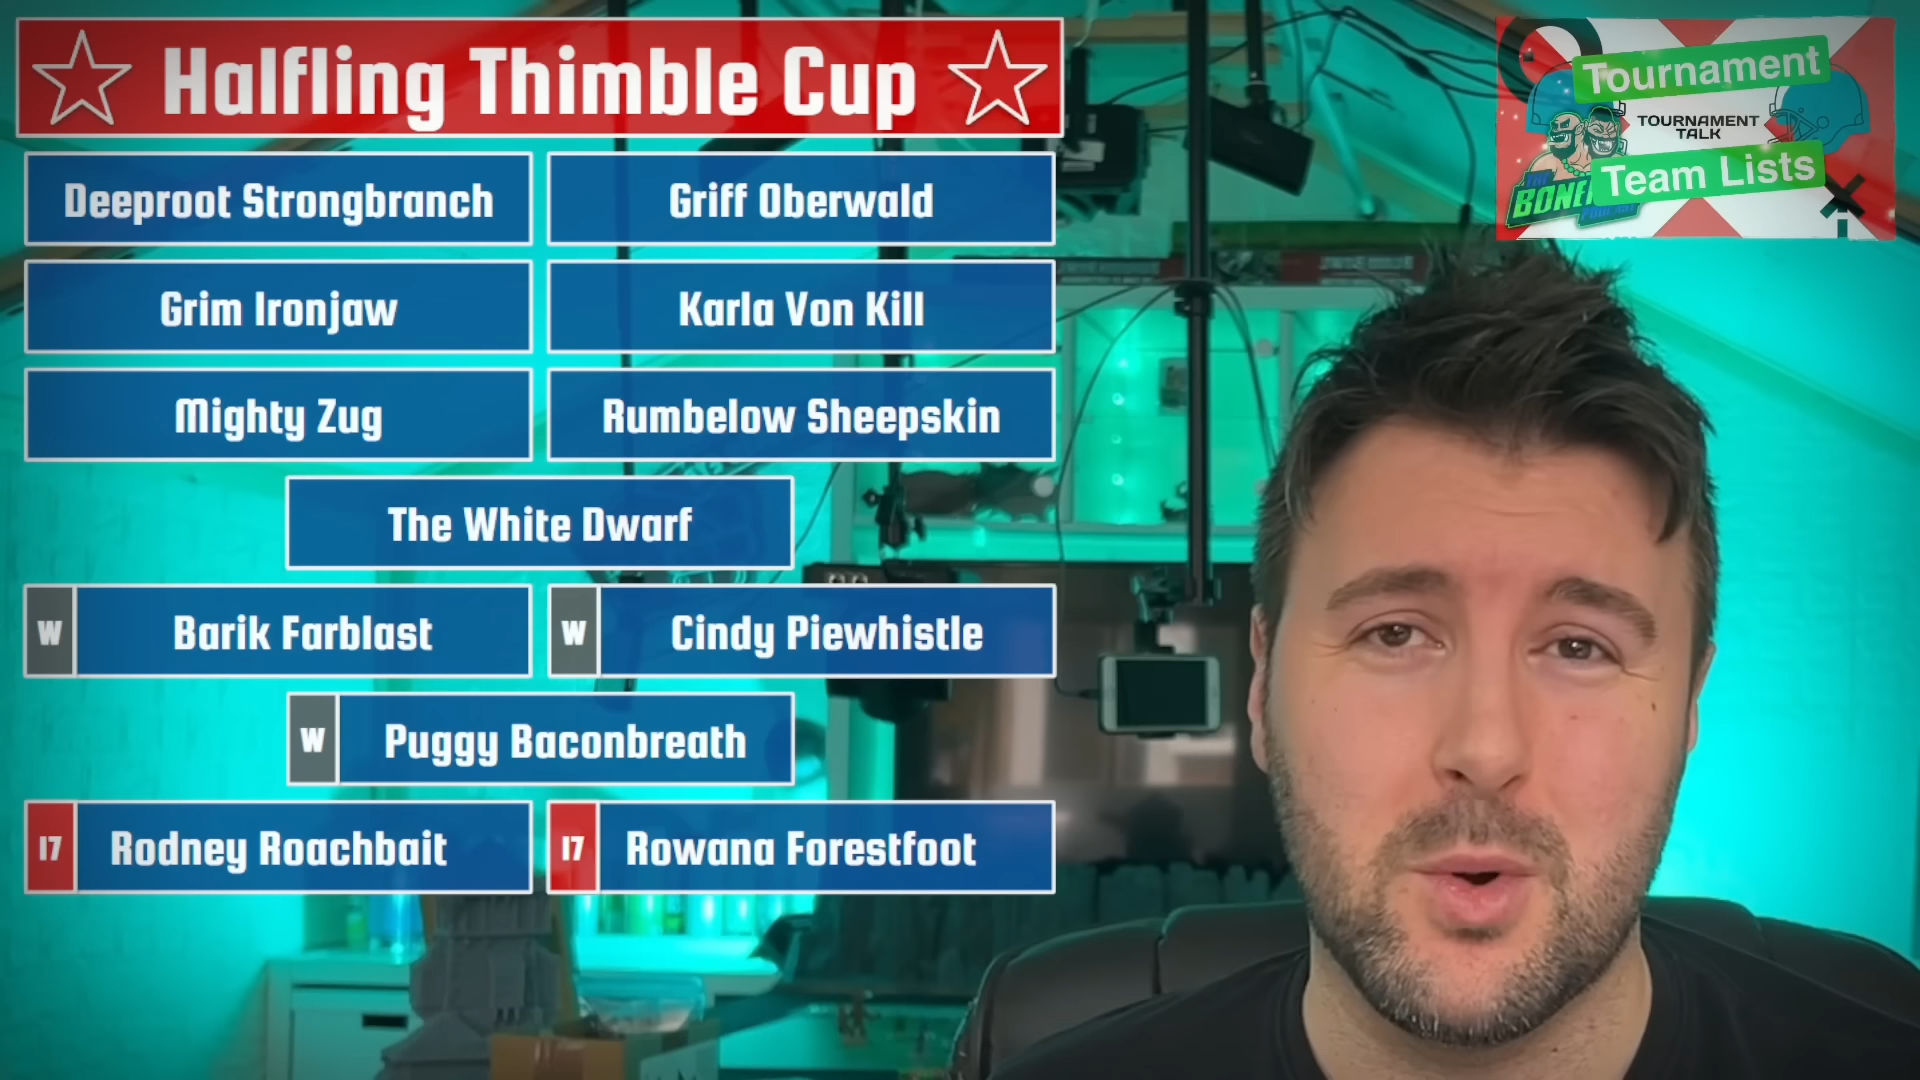 Halfling Thimble Cup
Deeproot Strongbranch
Griff Oberwald
Grim Ironjaw
Karla Von Kill
Mighty Zug
Rumbelow Sheepskin
The White Dwarf
W Barik Farblast
W Cindy Piewhistle
W Puggy Baconbreath
17 Rodney Roachbait
17 Rowana Forestfoot
Tournament
TOURNAMENT
TALK
Team Lists